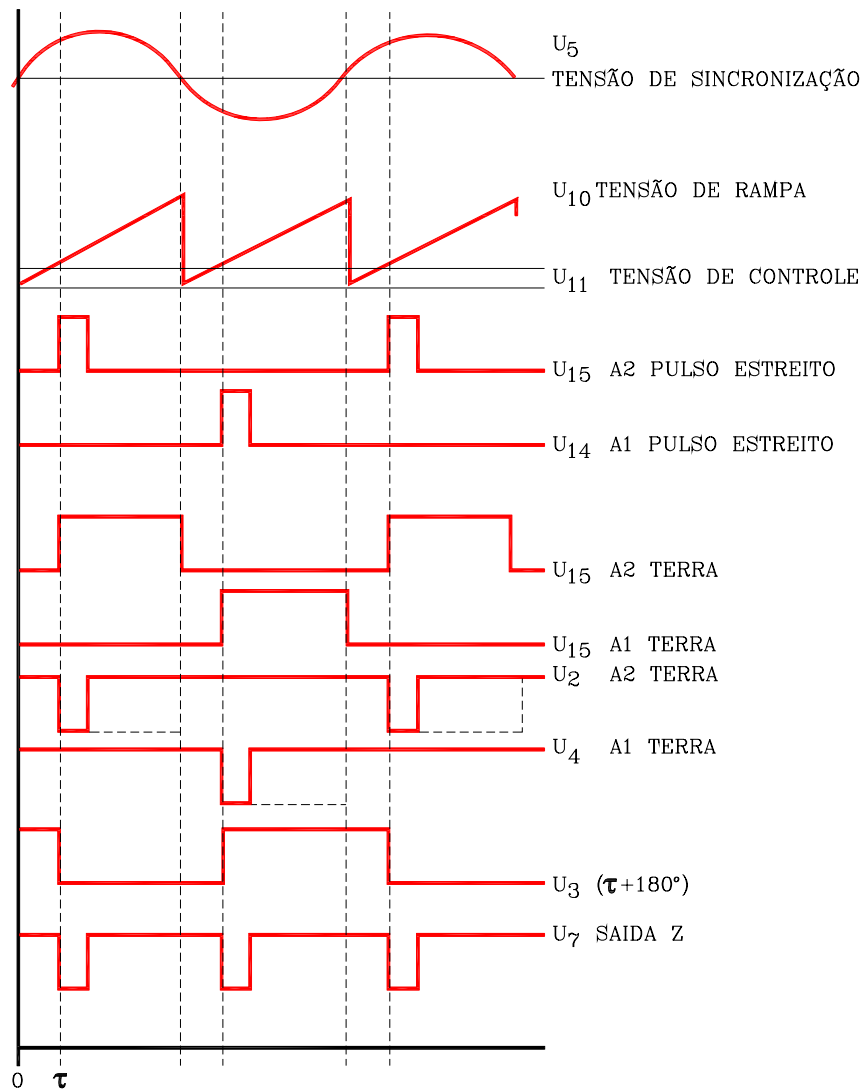 U5
TENSÃO DE SINCRONIZAÇÃO
U10 TENSÃO DE RAMPA
U11 TENSÃO DE CONTROLE
U15 A2 PULSO ESTREITO
U14 A1 PULSO ESTREITO
U15 A2 TERRA
U15 A1 TERRA
U2 A2 TERRA
U4 A1 TERRA
U3 (τ+180°)
U7 SAIDA Z
0 τ